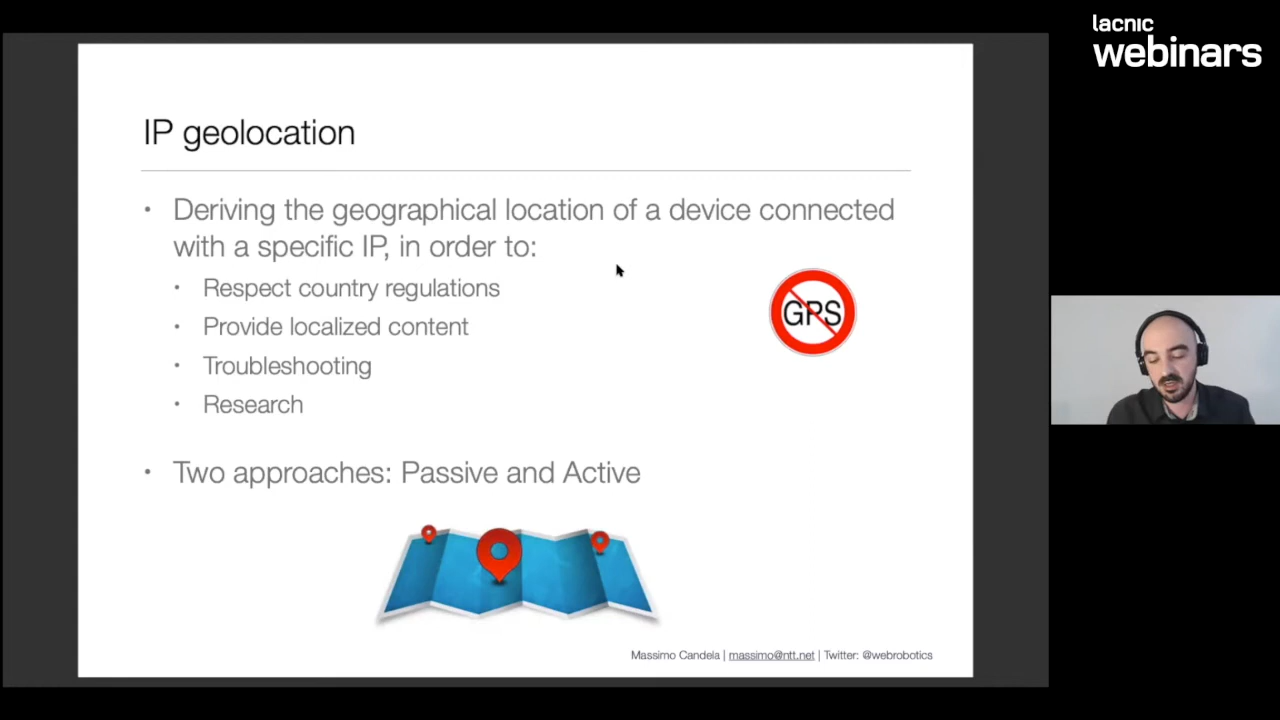 lacnic
webinars
IP geolocation
• Deriving the geographical location of a device connected
with a specific IP, in order to:
• Respect country regulations
• Provide localized content
• Troubleshooting
• Research
GPS
• Two approaches: Passive and Active
Massimo Candela | massimo@ntt.net | Twitter: @webrobotics